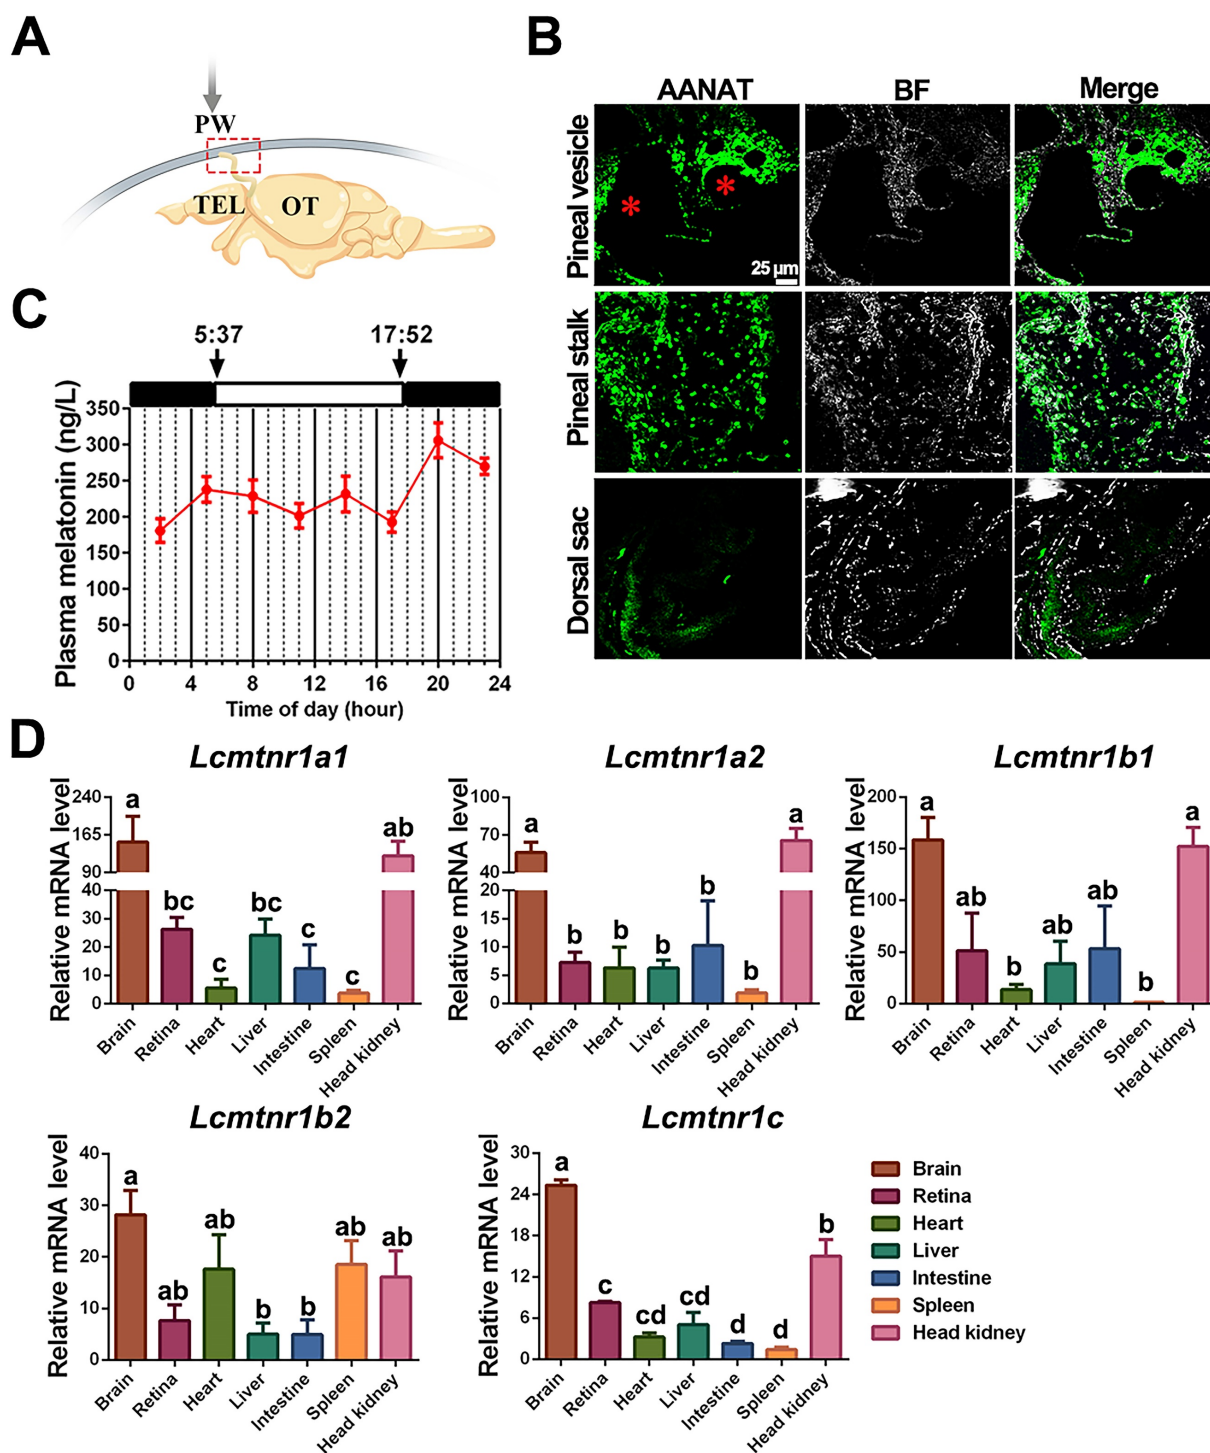 A
PW
TEL OT
B
AANAT BF Merge
Pineal vesicle
* *
25 µm
Pineal stalk
Dorsal sac
C
5:37 17:52
Plasma melatonin (ng/L)
350
300
250
200
150
100
50
0
0 4 8 12 16 20 24
Time of day (hour)
D
Lcmtnr1a1
Relative mRNA level
240
165
90
40
30
20
10
0
a bc c bc c c ab
Brain Retina Heart Liver Intestine Spleen Head kidney
Lcmtnr1a2
Relative mRNA level
100
70
40
20
15
10
5
0
a b b b b b a
Brain Retina Heart Liver Intestine Spleen Head kidney
Lcmtnr1b1
Relative mRNA level
200
150
100
50
0
a ab b ab ab b a
Brain Retina Heart Liver Intestine Spleen Head kidney
Lcmtnr1b2
Relative mRNA level
40
30
20
10
0
a ab ab b b ab ab
Brain Retina Heart Liver Intestine Spleen Head kidney
Lcmtnr1c
Relative mRNA level
30
24
18
12
6
0
a c cd cd d d b
Brain Retina Heart Liver Intestine Spleen Head kidney
Brain
Retina
Heart
Liver
Intestine
Spleen
Head kidney